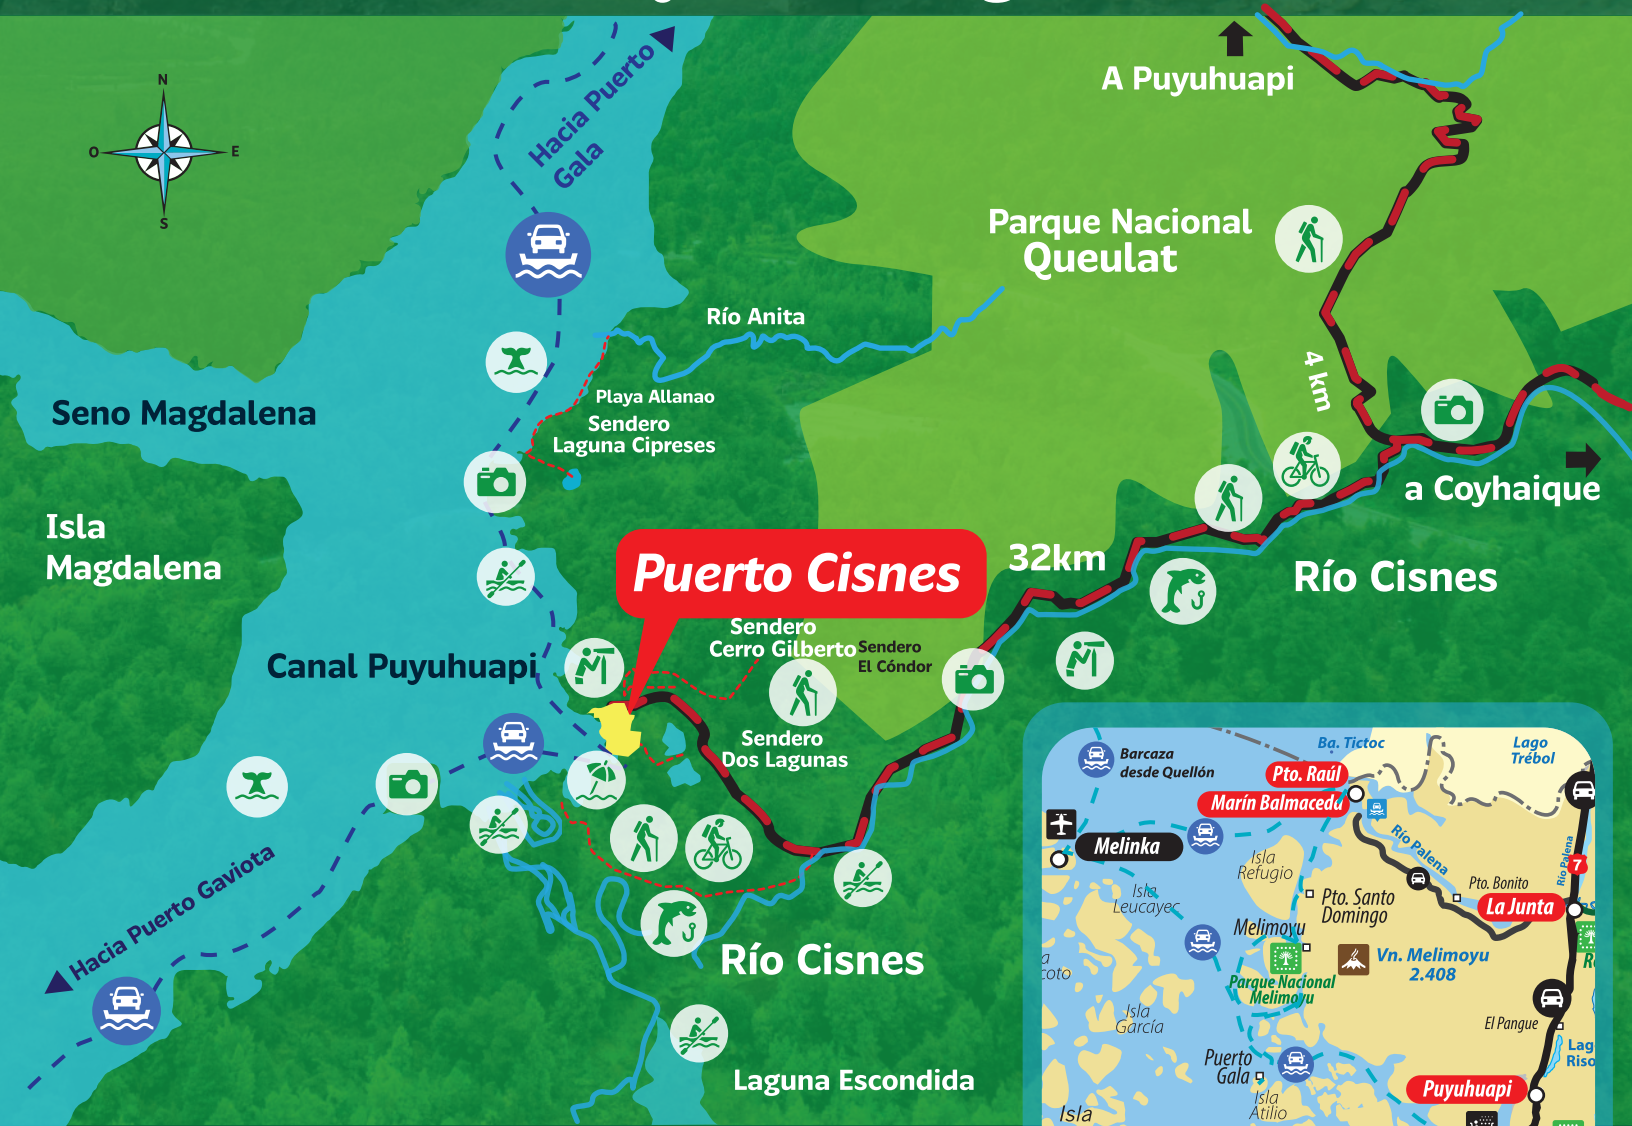 N
O
E
S
Hacia Puerto
Gala
A Puyuhuapi
Parque Nacional
Queulat
Río Anita
4 km
Playa Allanao
Sendero
Laguna Cipreses
Seno Magdalena
a Coyhaique
Isla
Magdalena
Puerto Cisnes
32km
Río Cisnes
Sendero
Cerro Gilberto
Sendero
El Cóndor
Canal Puyuhuapi
Sendero
Dos Lagunas
Hacia Puerto Gaviota
Río Cisnes
Laguna Escondida
Barcaza
desde Quellón
Ba. Tictoc
Lago
Trébol
Pto. Raúl
Marín Balmaceda
Melinka
Río Palena
Río Palena
7
Isla
Refugio
Isla
Leucayec
Pto. Santo
Domingo
Pto. Bonito
La Junta
Melimoyu
Vn. Melimoyu
2.408
Parque Nacional
Melimoyu
Isla
García
El Pangue
Puerto
Gala
Isla
Atilio
Puyuhuapi
Isla